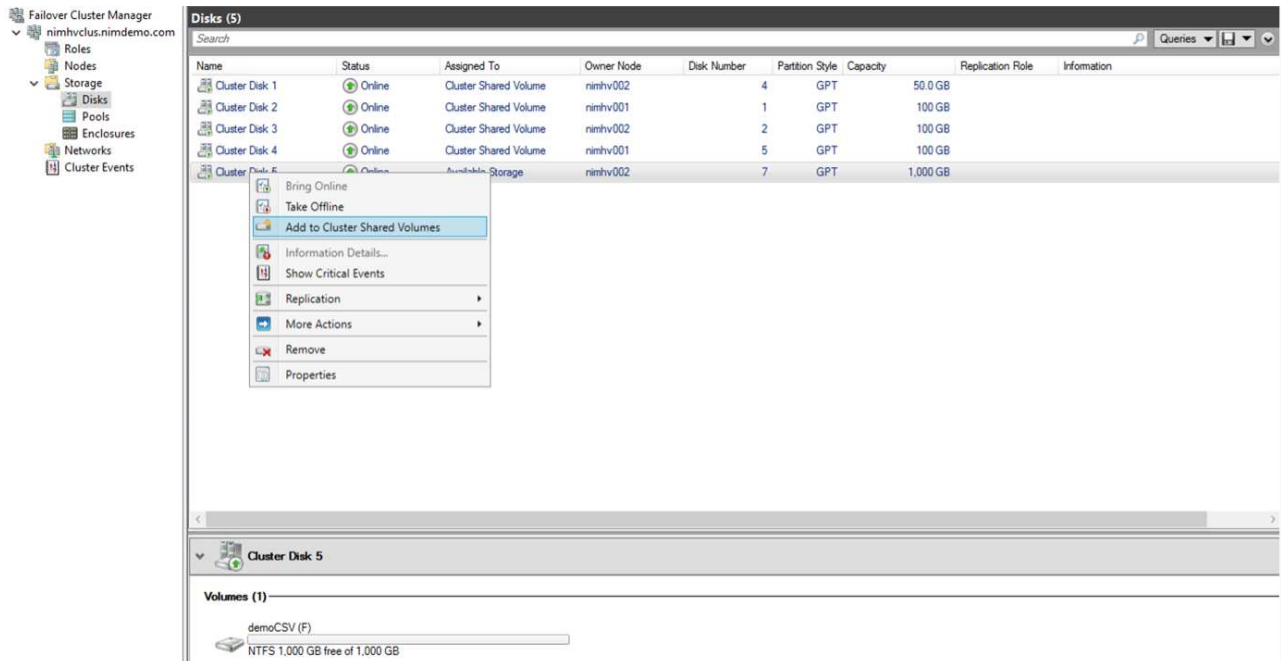 Failover Cluster Manager
nimhvclus.nimdemo.com
Roles
Nodes
Storage
Disks
Pools
Enclosures
Networks
Cluster Events
Disks (5)
Search
Queries
Name Status Assigned To Owner Node Disk Number Partition Style Capacity Replication Role Information
Cluster Disk 1 Online Cluster Shared Volume nimhv002 4 GPT 50.0 GB
Cluster Disk 2 Online Cluster Shared Volume nimhv001 1 GPT 100 GB
Cluster Disk 3 Online Cluster Shared Volume nimhv002 2 GPT 100 GB
Cluster Disk 4 Online Cluster Shared Volume nimhv001 5 GPT 100 GB
Cluster Disk 5 Online Available Storage nimhv002 7 GPT 1,000 GB
Bring Online
Take Offline
Add to Cluster Shared Volumes
Information Details...
Show Critical Events
Replication
More Actions
Remove
Properties
Cluster Disk 5
Volumes (1)
demoCSV (F)
NTFS 1,000 GB free of 1,000 GB